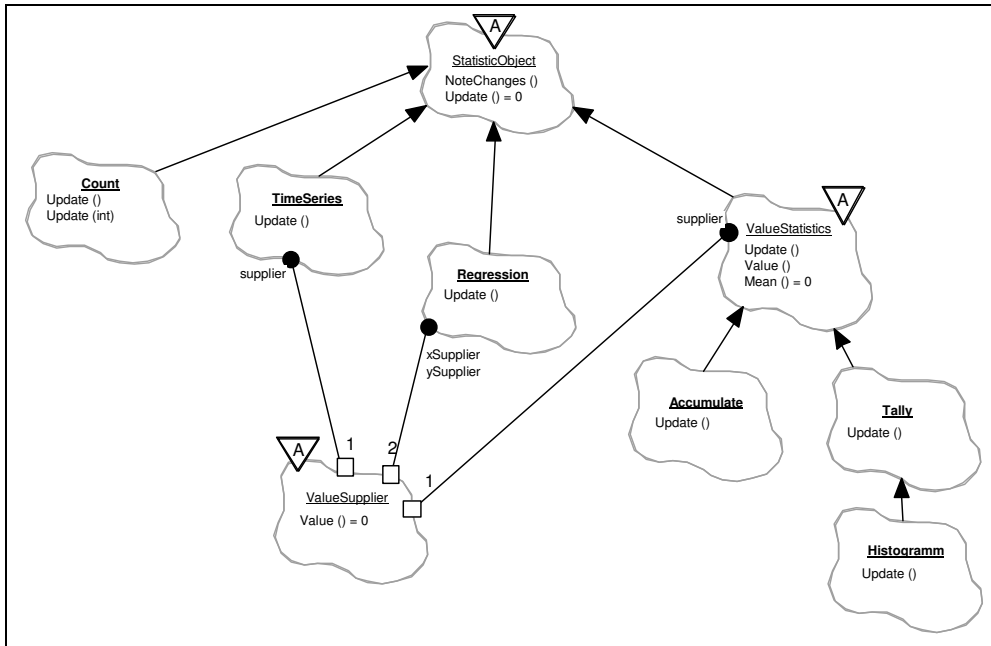 A
StatisticObject
NoteChanges ()
Update () = 0
Count
Update ()
Update (int)
TimeSeries
Update ()
supplier
Regression
Update ()
xSupplier
ySupplier
A
supplier
ValueStatistics
Update ()
Value ()
Mean () = 0
Accumulate
Update ()
Tally
Update ()
Histogramm
Update ()
1
2
1
A
ValueSupplier
Value () = 0